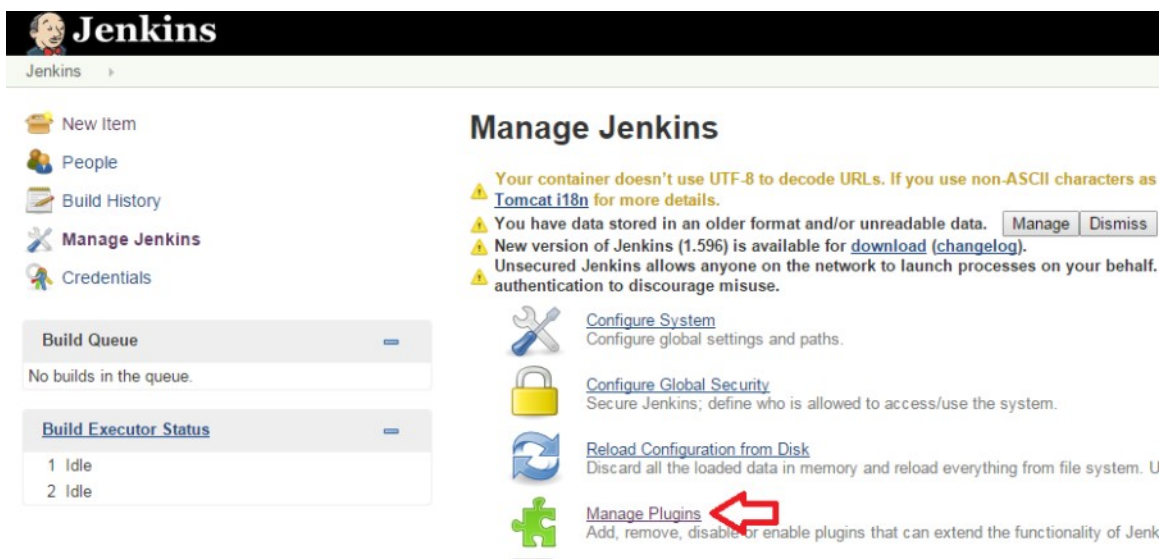 Jenkins
Jenkins
New Item
People
Build History
Manage Jenkins
Credentials
Build Queue
No builds in the queue.
Build Executor Status
1 Idle
2 Idle
Manage Jenkins
Your container doesn't use UTF-8 to decode URLs. If you use non-ASCII characters as
Tomcat i18n for more details.
You have data stored in an older format and/or unreadable data. Manage Dismiss
New version of Jenkins (1.596) is available for download (changelog).
Unsecured Jenkins allows anyone on the network to launch processes on your behalf.
authentication to discourage misuse.
Configure System
Configure global settings and paths.
Configure Global Security
Secure Jenkins; define who is allowed to access/use the system.
Reload Configuration from Disk
Discard all the loaded data in memory and reload everything from file system. U
Manage Plugins
Add, remove, disable or enable plugins that can extend the functionality of Jenk